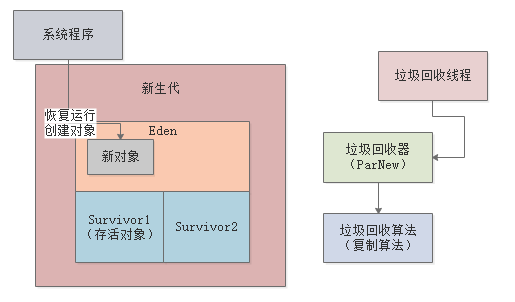 系统程序
新生代
恢复运行
创建对象
Eden
新对象
Survivor1
（存活对象）
Survivor2
垃圾回收线程
垃圾回收器
（ParNew）
垃圾回收算法
（复制算法）